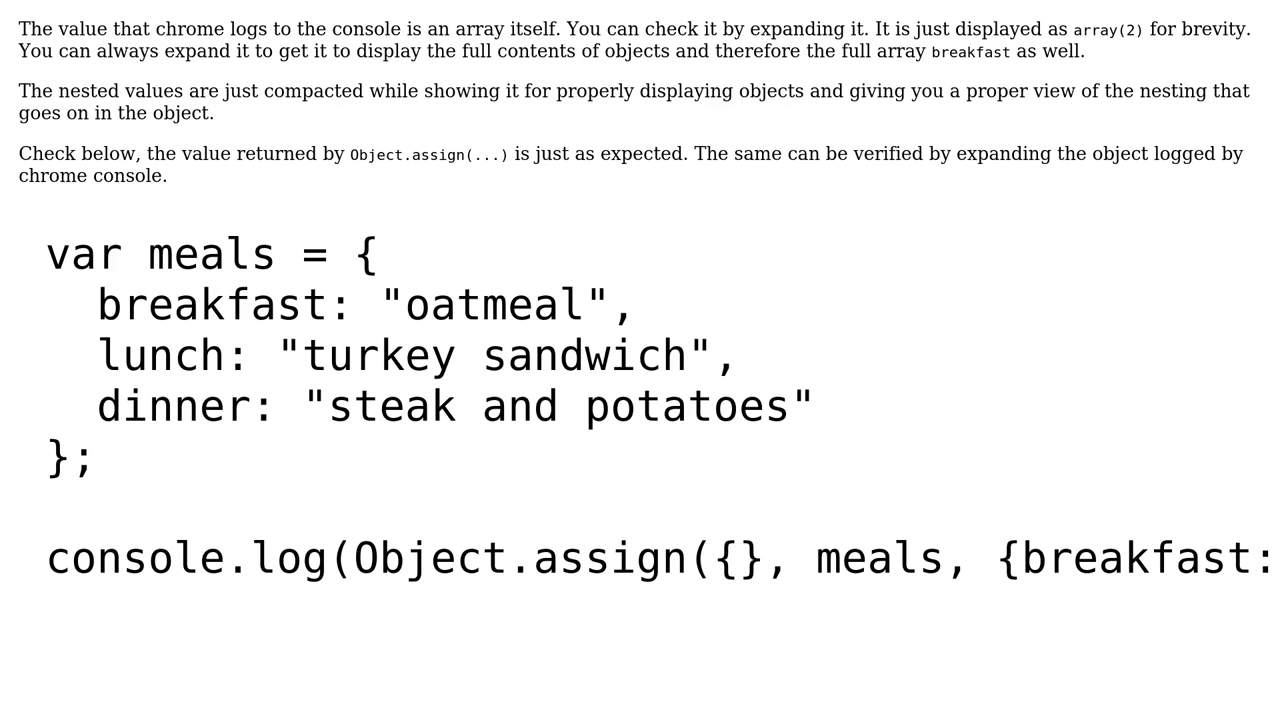 The value that chrome logs to the console is an array itself. You can check it by expanding it. It is just displayed as array(2) for brevity.
You can always expand it to get it to display the full contents of objects and therefore the full array breakfast as well.
The nested values are just compacted while showing it for properly displaying objects and giving you a proper view of the nesting that
goes on in the object.
Check below, the value returned by Object.assign(...) is just as expected. The same can be verified by expanding the object logged by
chrome console.
var meals = {
  breakfast: "oatmeal",
  lunch: "turkey sandwich",
  dinner: "steak and potatoes"
};
console.log(Object.assign({}, meals, {breakfast: